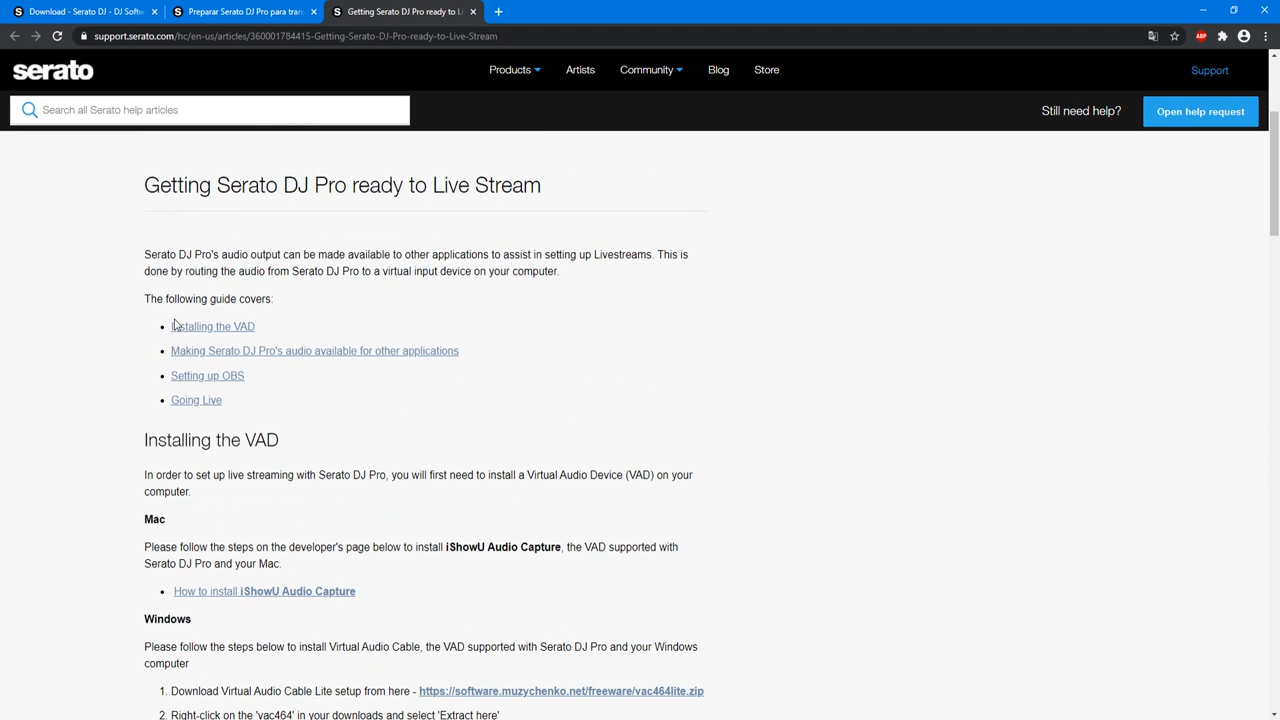 Download - Serato DJ - DJ Softw
Preparar Serato DJ Pro para tran
Getting Serato DJ Pro ready to Li
support.serato.com/hc/en-us/articles/360001784415-Getting-Serato-DJ-Pro-ready-to-Live-Stream
serato
Products
Artists
Community
Blog
Store
Support
Search all Serato help articles
Still need help?
Open help request
Getting Serato DJ Pro ready to Live Stream
Serato DJ Pro's audio output can be made available to other applications to assist in setting up Livestreams. This is
done by routing the audio from Serato DJ Pro to a virtual input device on your computer.
The following guide covers:
Installing the VAD
Making Serato DJ Pro's audio available for other applications
Setting up OBS
Going Live
Installing the VAD
In order to set up live streaming with Serato DJ Pro, you will first need to install a Virtual Audio Device (VAD) on your
computer.
Mac
Please follow the steps on the developer's page below to install iShowU Audio Capture, the VAD supported with
Serato DJ Pro and your Mac.
How to install iShowU Audio Capture
Windows
Please follow the steps below to install Virtual Audio Cable, the VAD supported with Serato DJ Pro and your Windows
computer
1. Download Virtual Audio Cable Lite setup from here - https://software.muzychenko.net/freeware/vac464lite.zip
2. Right-click on the 'vac464' in your downloads and select 'Extract here'